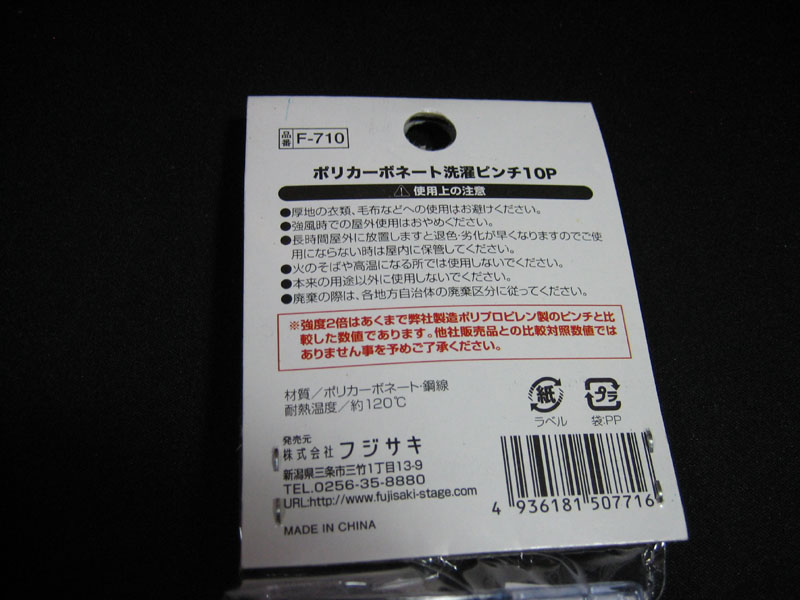 品番 F-710
ポリカーボネート洗濯ピンチ10P
使用上の注意
●厚地の衣類、毛布などへの使用はお避けください。
●強風時での屋外使用はおやめください。
●長時間屋外に放置しますと退色・劣化が早くなりますのでご使
用にならない時は屋内に保管してください。
●火のそばや高温になる所では使用しないでください。
●本来の用途以外に使用しないでください。
●廃棄の際は、各地方自治体の廃棄区分に従ってください。
※強度2倍はあくまで弊社製造ポリプロピレン製のピンチと比
較した数値であります。他社販売品との比較対照数値では
ありません事を予めご了承ください。
材質／ポリカーボネート・鋼線
耐熱温度／約120℃
紙
ラベル
プラ
袋:PP
発売元
株式会社 フジサキ
新潟県三条市三竹1丁目13-9
TEL.0256-35-8880
URL:http://www.fujisaki-stage.com
MADE IN CHINA
4 936181 507716